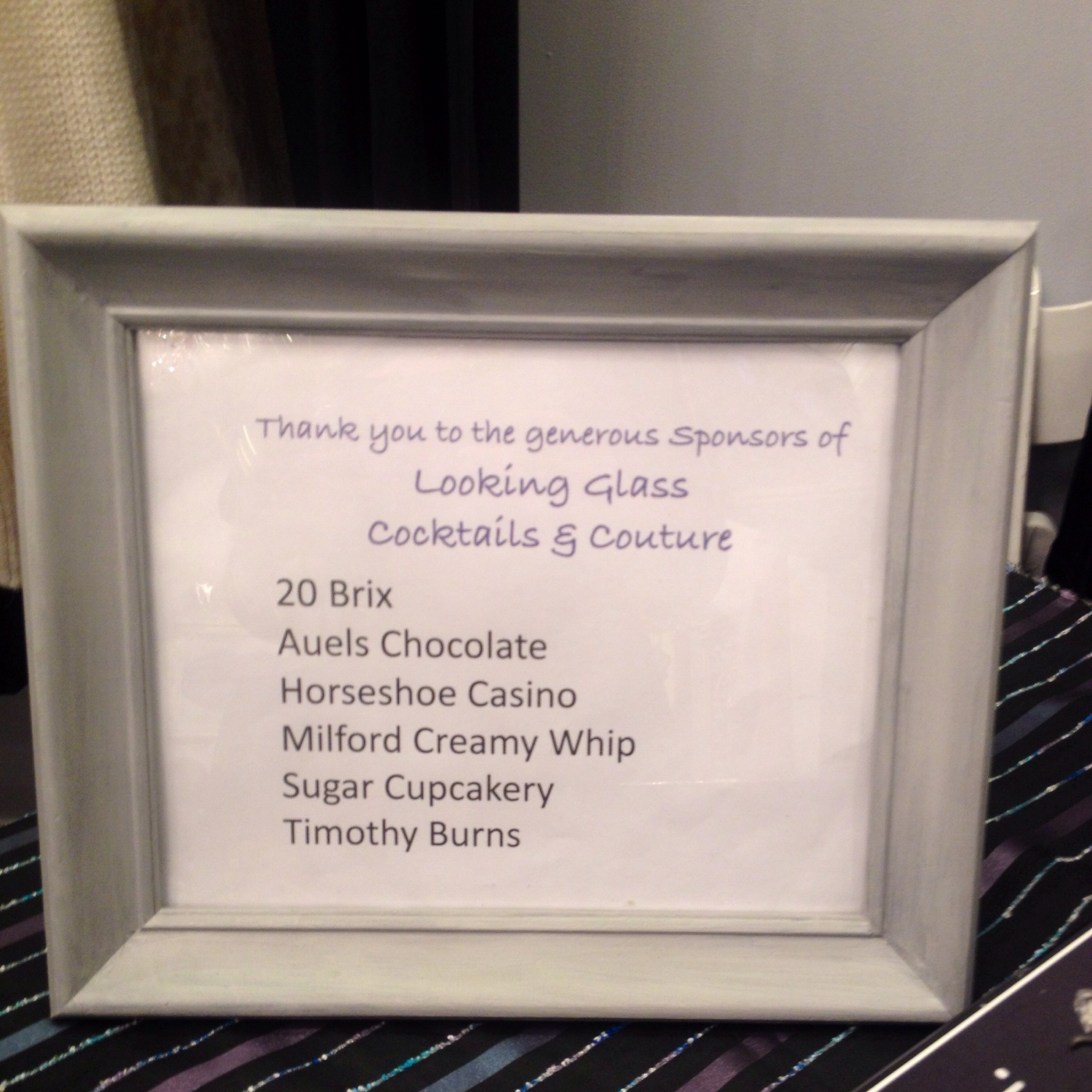 Thank you to the generous Sponsors of
Looking Glass
Cocktails & Couture
20 Brix
Auels Chocolate
Horseshoe Casino
Milford Creamy Whip
Sugar Cupcakery
Timothy Burns